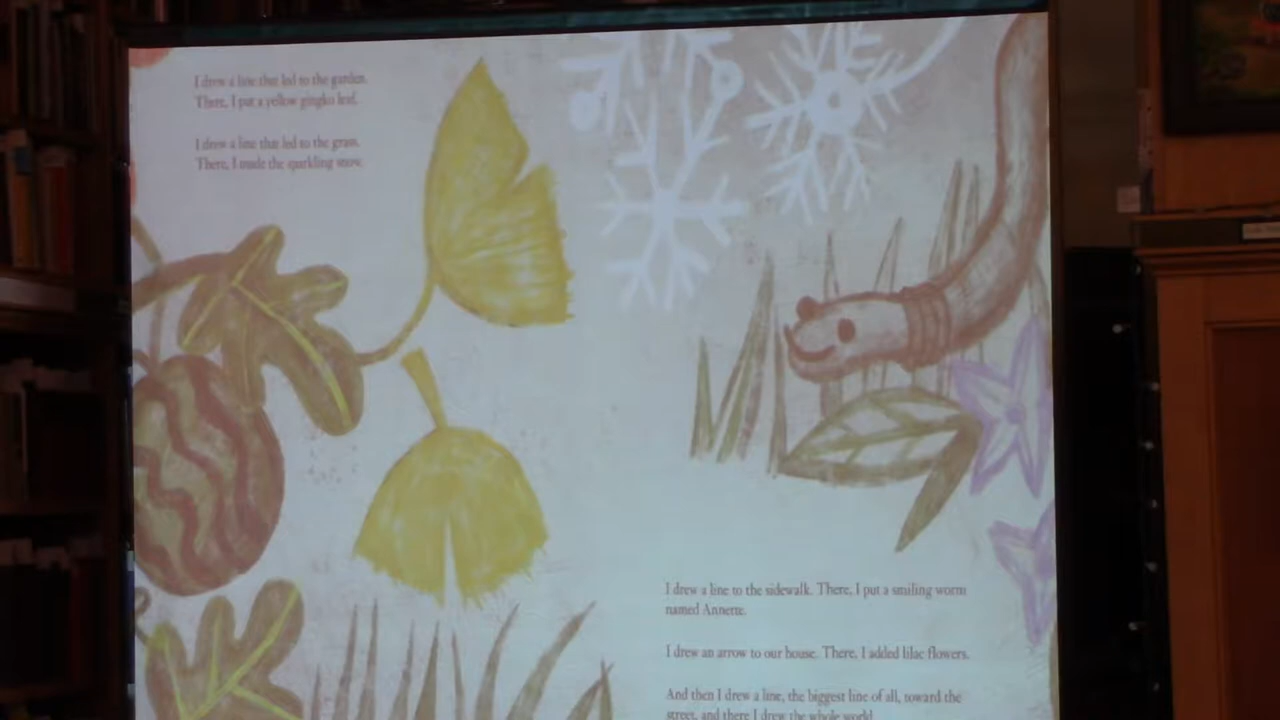 I drew a line that led to the garden.
There, I put a yellow gingko leaf.
I drew a line that led to the grass.
There, I made the sparkling snow.
I drew a line to the sidewalk. There, I put a smiling worm
named Annette.
I drew an arrow to our house. There, I added lilac flowers.
And then I drew a line, the biggest line of all, toward the
street, and there I drew the whole world.